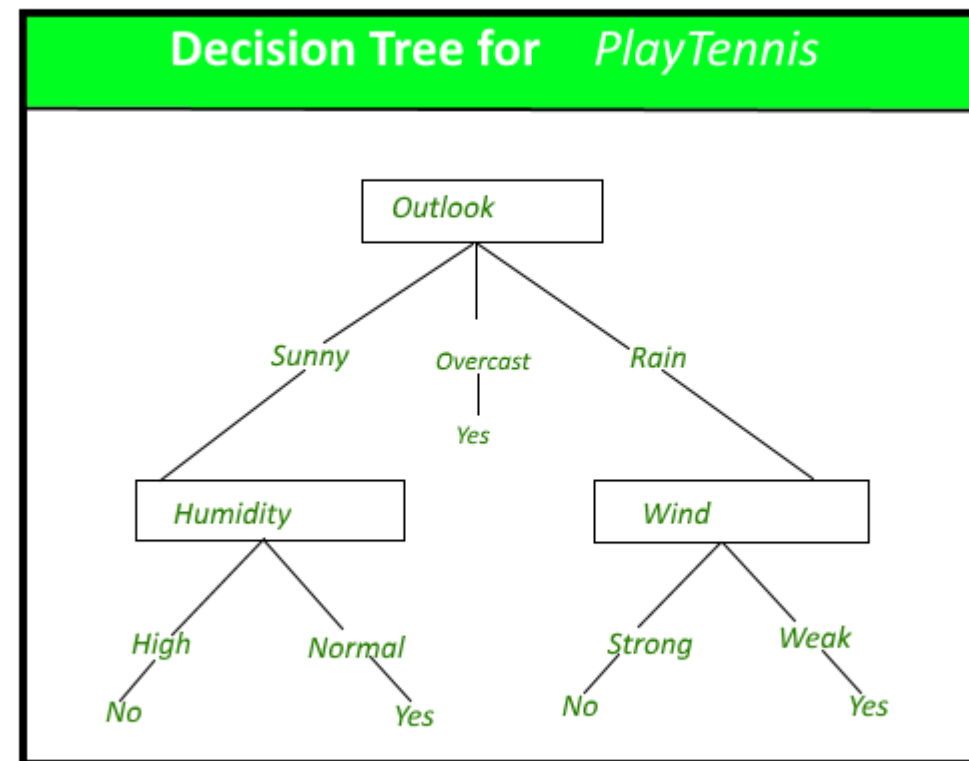 Decision Tree for PlayTennis
Outlook
Sunny Overcast Rain
Yes
Humidity Wind
High Normal Strong Weak
No Yes No Yes